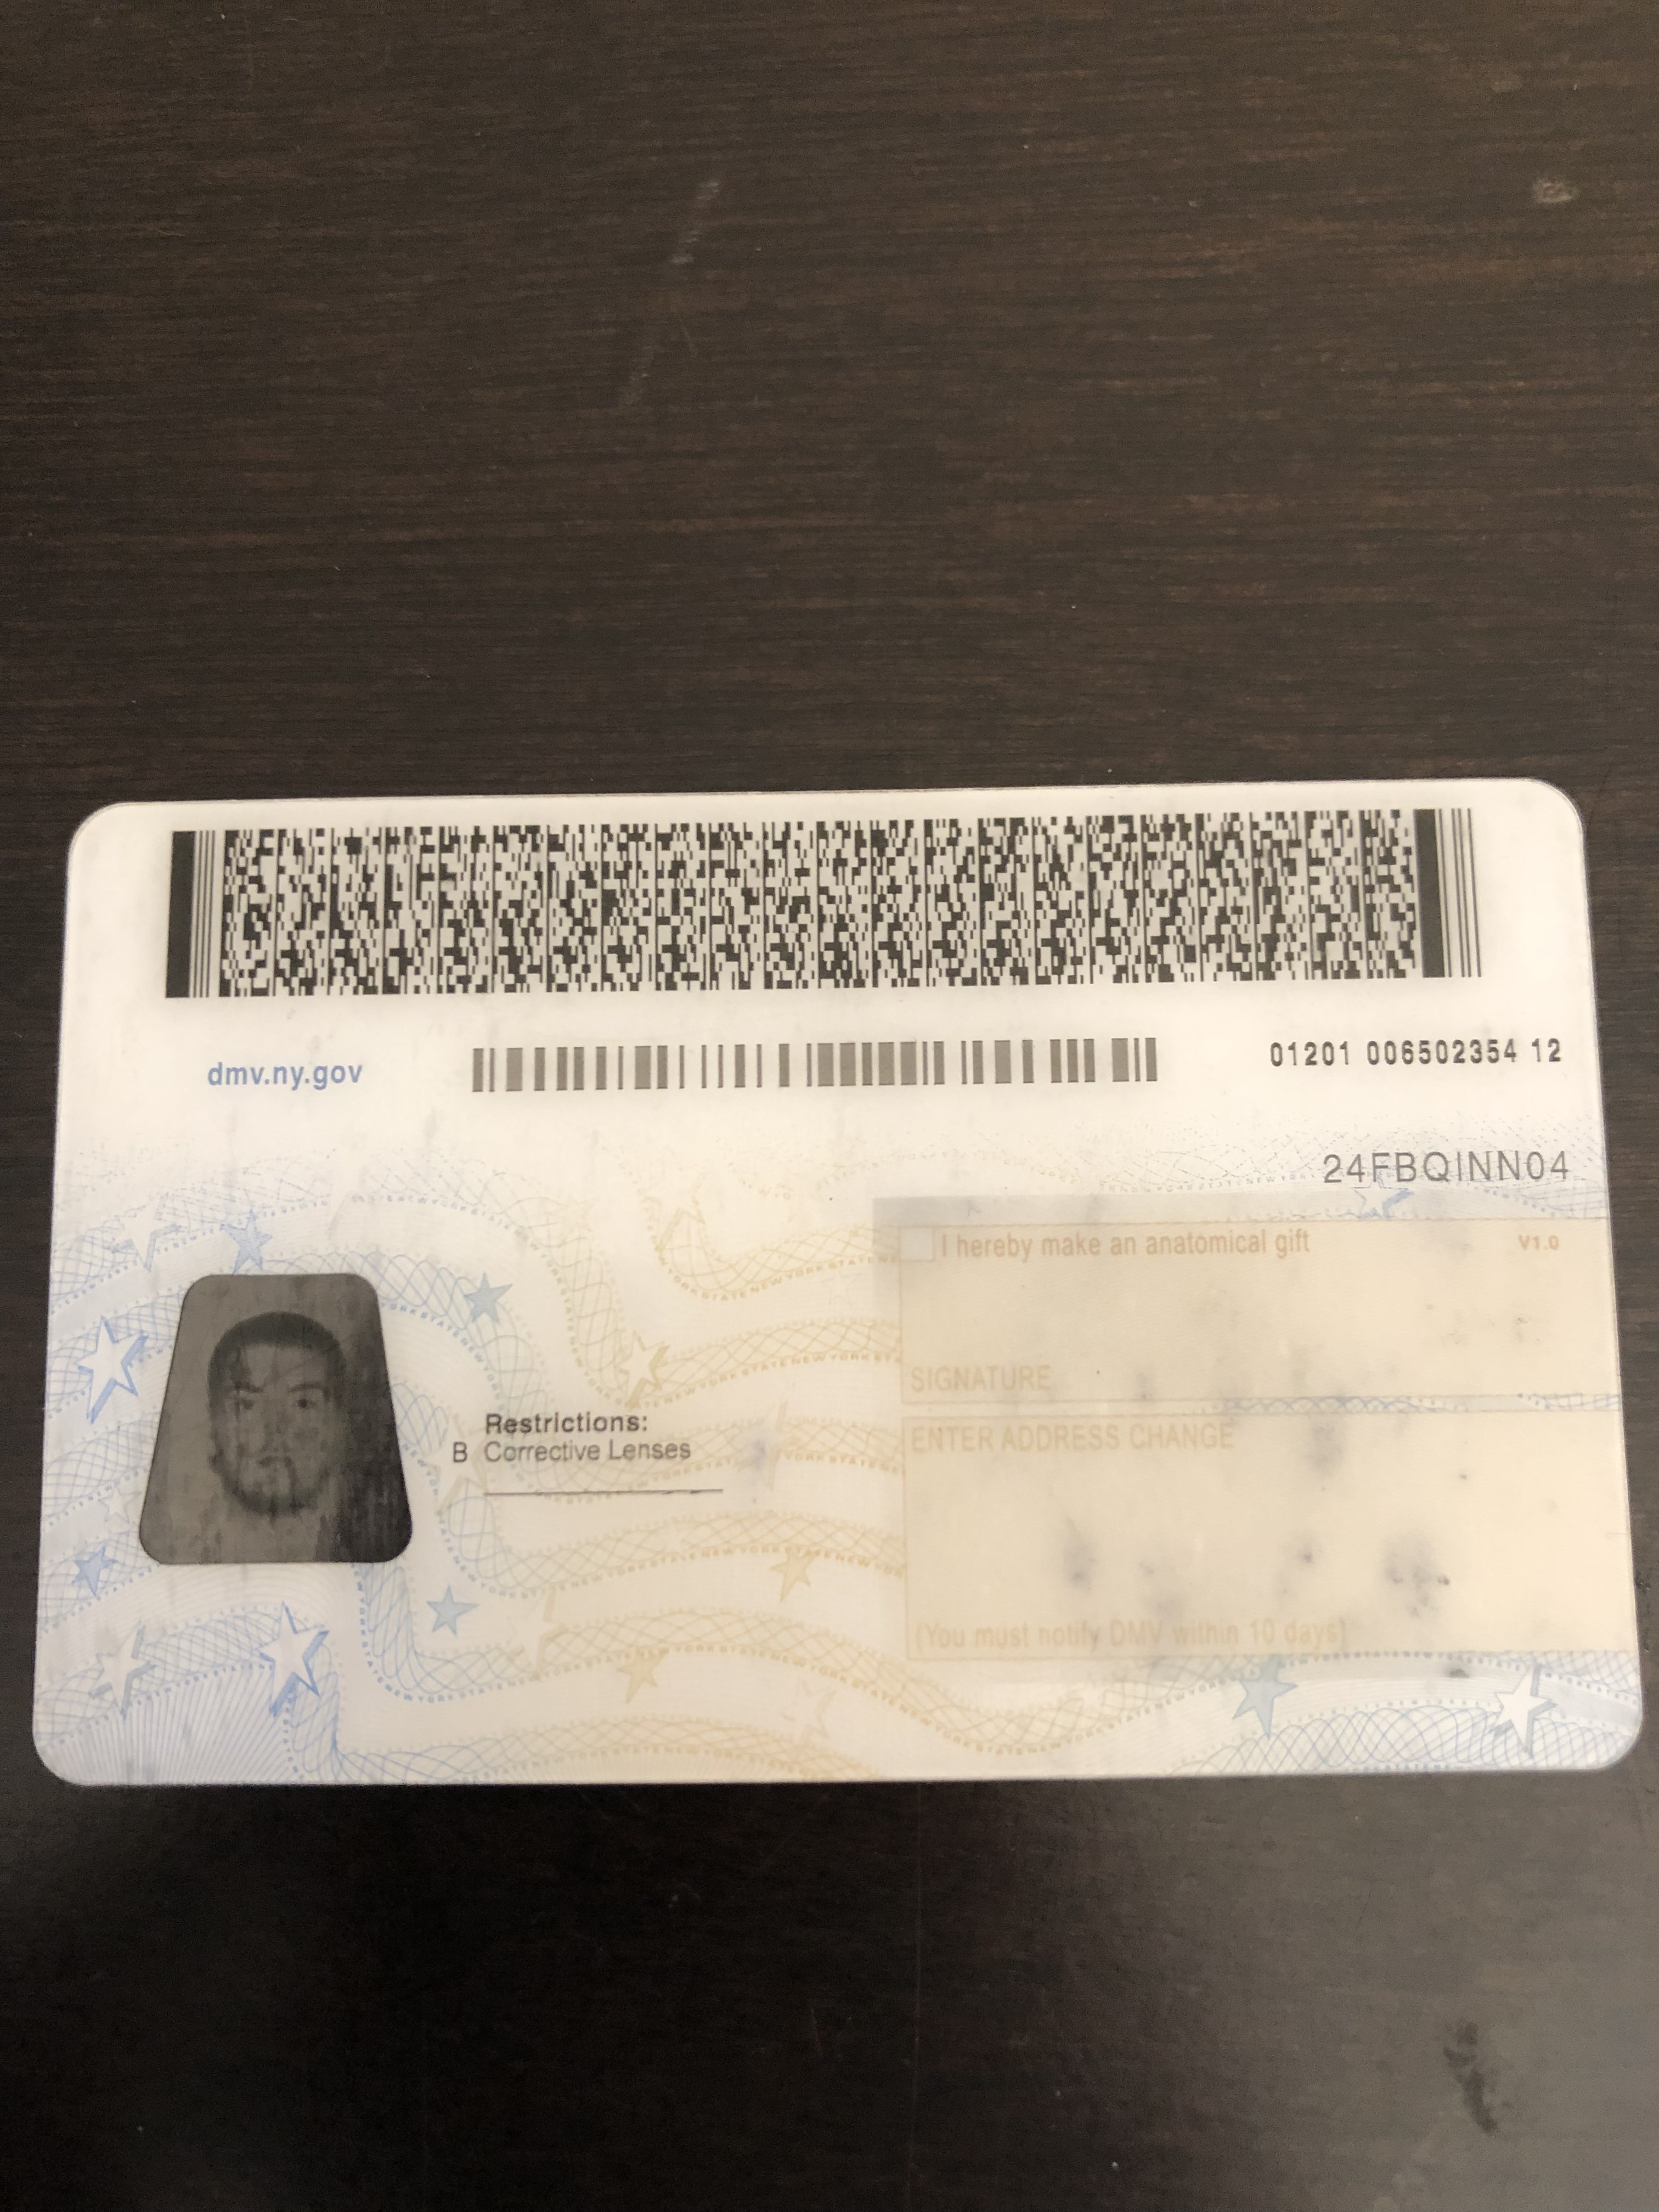 dmv.ny.gov
01201 006502354 12
24FBQINN04
I hereby make an anatomical gift
V1.0
SIGNATURE
Restrictions:
B Corrective Lenses
ENTER ADDRESS CHANGE
(You must notify DMV within 10 days)